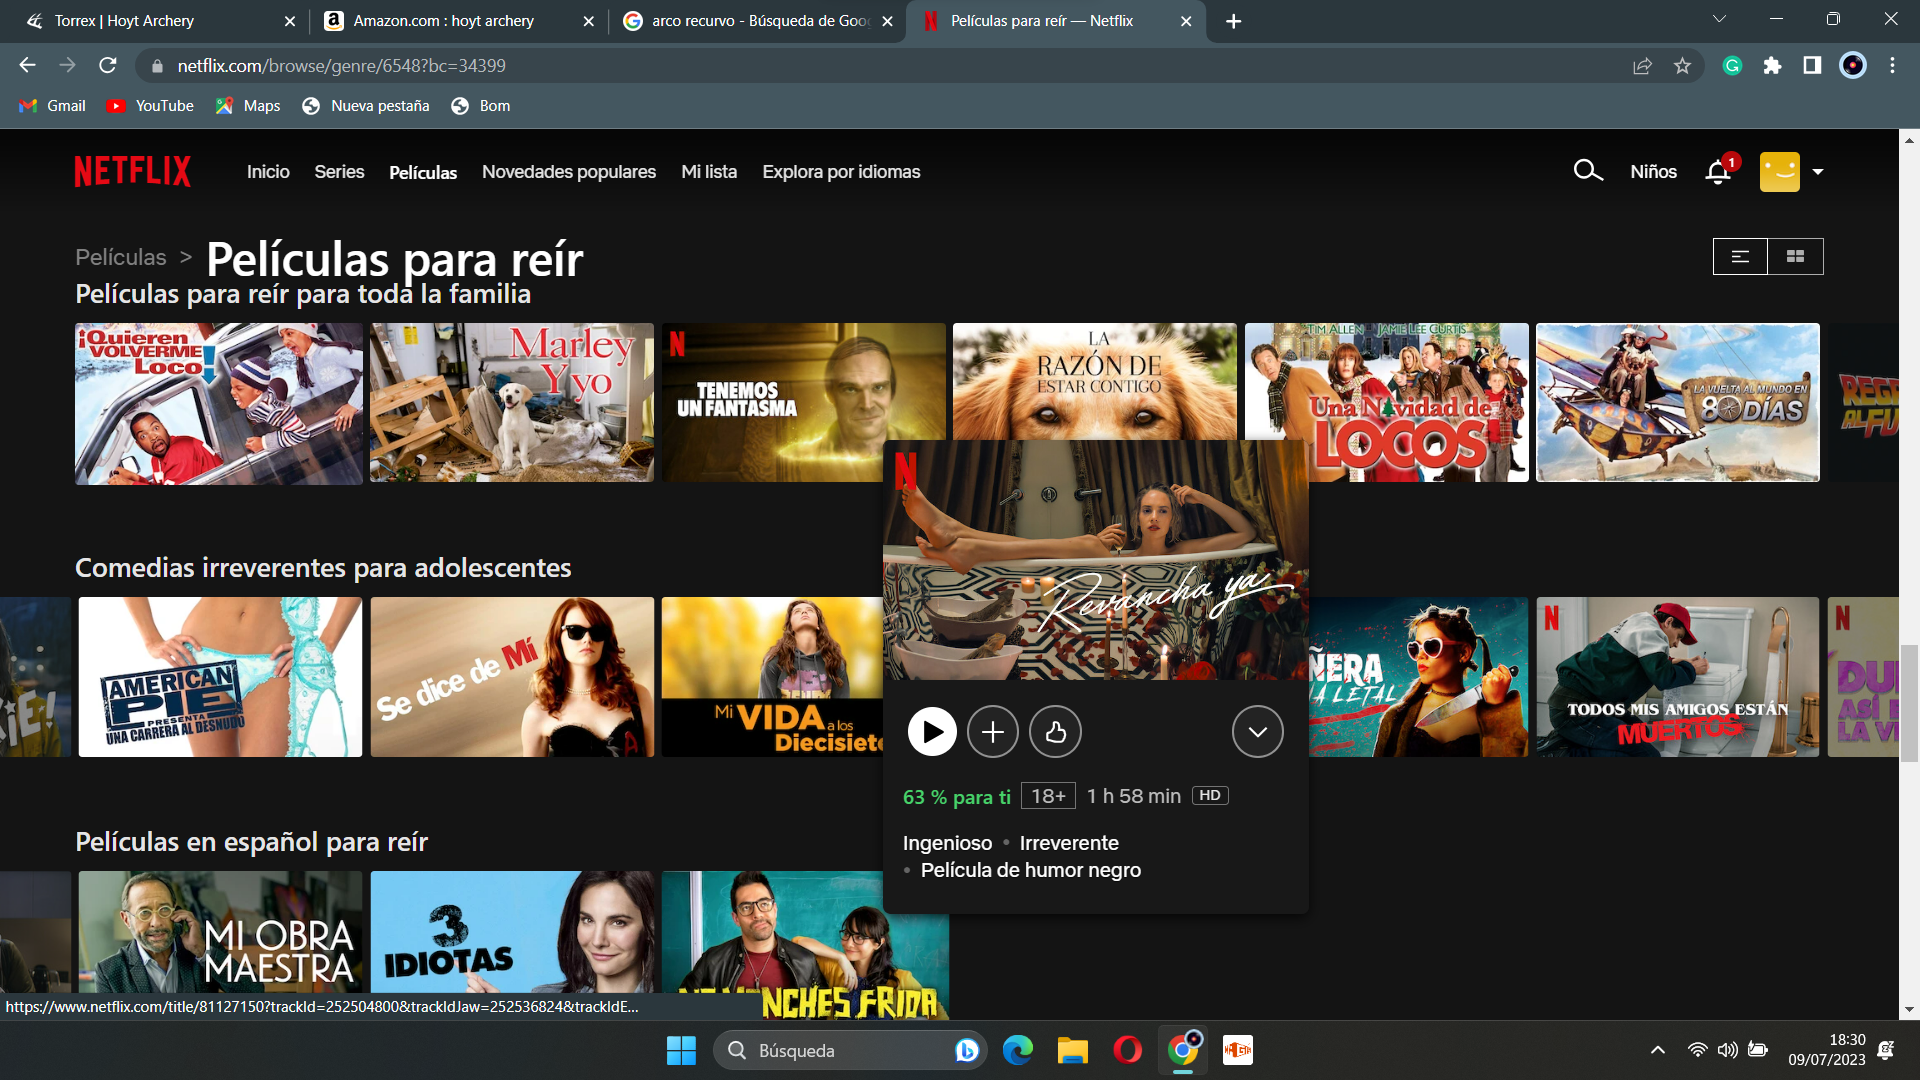 Torrex | Hoyt Archery
Amazon.com : hoyt archery
arco recurvo - Búsqueda de Goo
Películas para reír — Netflix
netflix.com/browse/genre/6548?bc=34399
Gmail
YouTube
Maps
Nueva pestaña
Bom
NETFLIX
Inicio
Series
Películas
Novedades populares
Mi lista
Explora por idiomas
Niños
1
Películas > Películas para reír
Películas para reír para toda la familia
¡Quieren
VOLVERME
LOCO!
Marley
Y yo
N
TENEMOS
UN FANTASMA
LA
RAZÓN DE
ESTAR CONTIGO
TIM ALLEN JAMIE LEE CURTIS
Una Navidad de
LOCOS
LA VUELTA AL MUNDO EN
80 DÍAS
REG
AL FU
Comedias irreverentes para adolescentes
IE!
AMERICAN
PIE
PRESENTA
UNA CARRERA AL DESNUDO
Se dice de Mí
Mi VIDA a los
Diecisiete
N
Revancha ya
ÑERA
A LETAL
N
TODOS MIS AMIGOS ESTÁN
MUERTOS
N
DU
ASÍ E
LA VI
63 % para ti
18+
1 h 58 min
HD
Ingenioso • Irreverente
• Película de humor negro
Películas en español para reír
MI OBRA
MAESTRA
3
IDIOTAS
NCHES FRIDA
https://www.netflix.com/title/81127150?trackId=252504800&trackIdJaw=252536824&trackIdE...
Búsqueda
18:30
09/07/2023